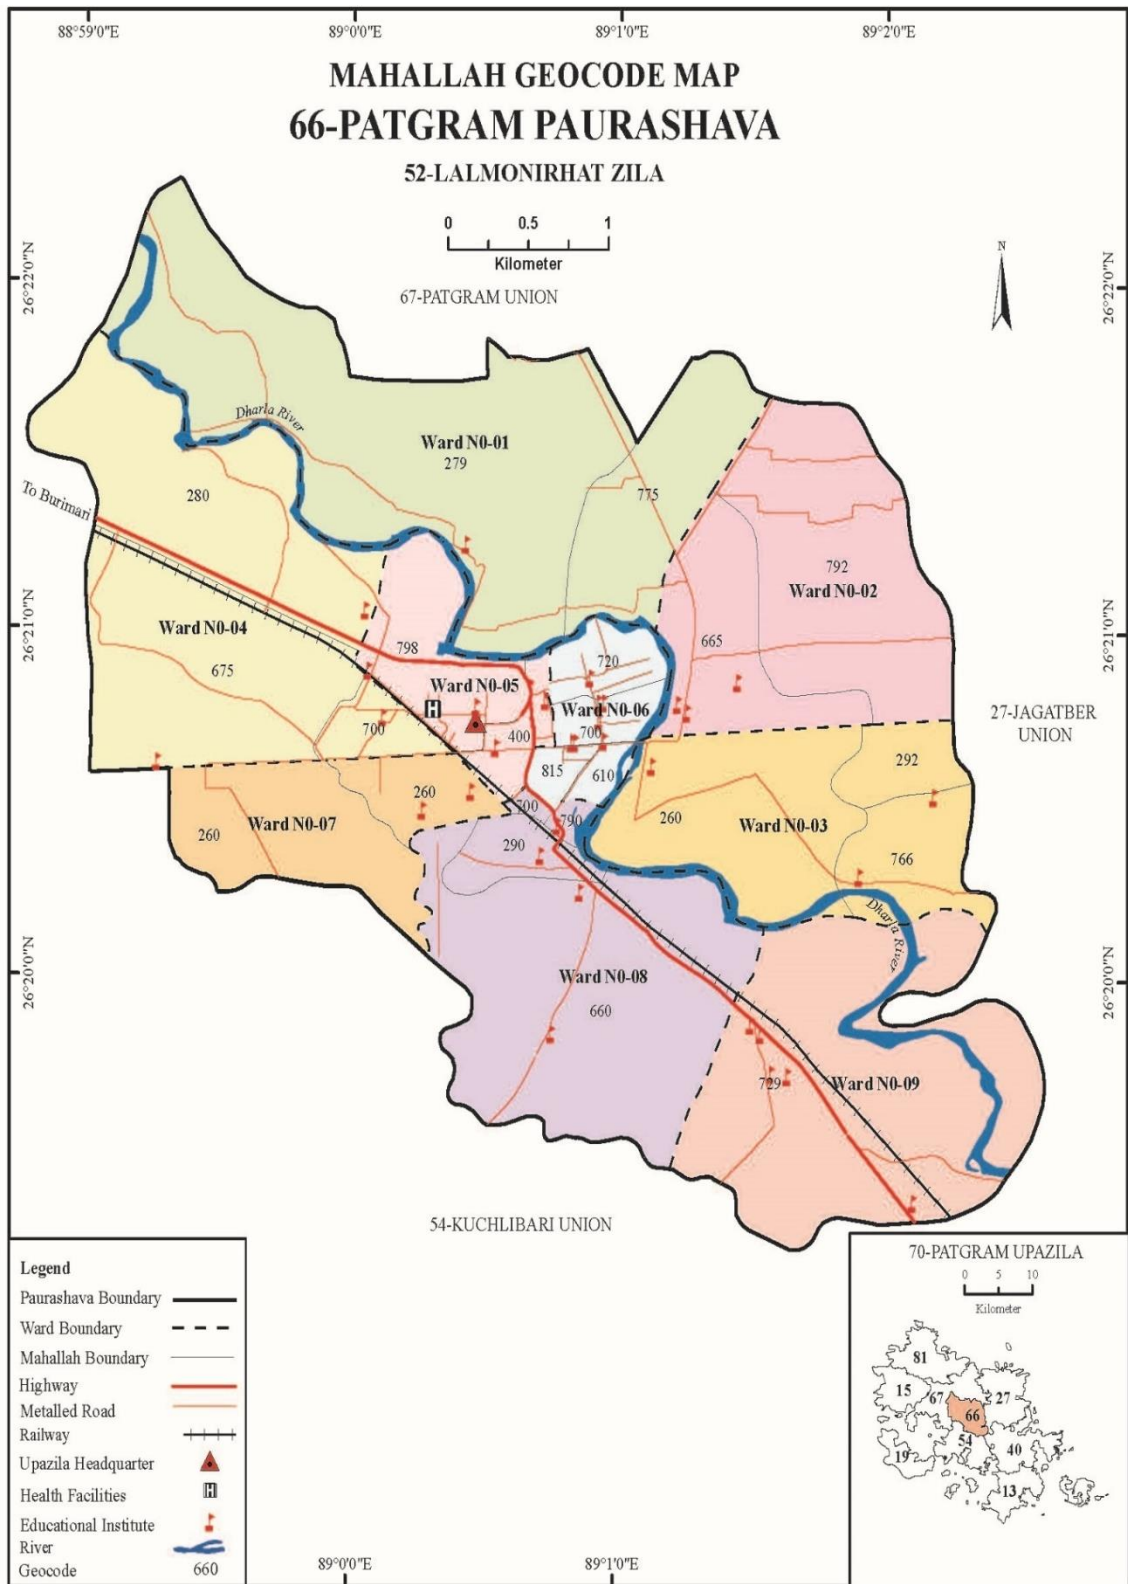 88°59'0"E 89°0'0"E 89°1'0"E 89°2'0"E
MAHALLAH GEOCODE MAP
66-PATGRAM PAURASHAVA
52-LALMONIRHAT ZILA
0 0.5 1
Kilometer
N
26°22'0"N 26°22'0"N
67-PATGRAM UNION
Dharla River
Ward N0-01
279
775
280
To Burimari
792
Ward N0-02
26°21'0"N 26°21'0"N
Ward N0-04
798
720
665
675
Ward N0-05
H
Ward N0-06
27-JAGATBER
UNION
700
400
700
815
610
292
260
700
790
260
Ward N0-07
260
Ward N0-03
290
766
Dharla River
26°20'0"N 26°20'0"N
Ward N0-08
660
729
Ward N0-09
54-KUCHLIBARI UNION
Legend
Paurashava Boundary
Ward Boundary
Mahallah Boundary
Highway
Metalled Road
Railway
Upazila Headquarter
Health Facilities H
Educational Institute
River
Geocode 660
70-PATGRAM UPAZILA
0 5 10
Kilometer
81
15
67
27
66
54
19
40
13
89°0'0"E 89°1'0"E